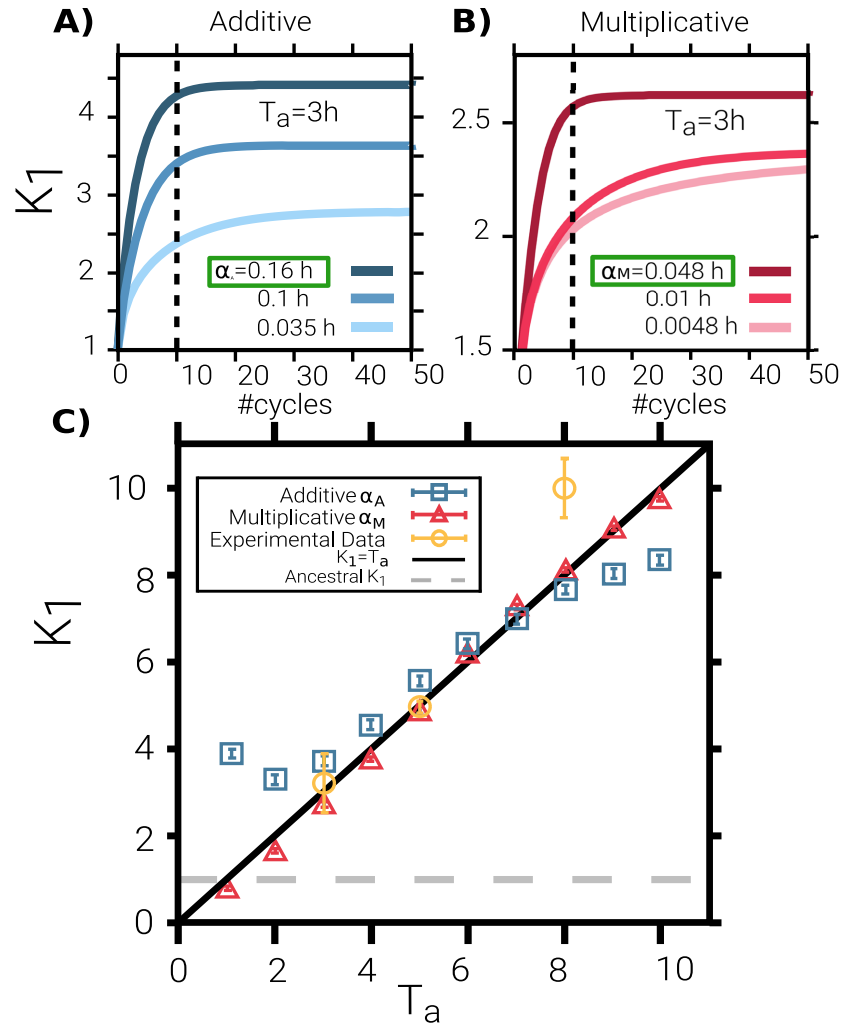 A) Additive
B) Multiplicative
K1
4
3
2
1
Ta=3h
=0.16 h
0.1 h
0.035 h
0 10 20 30 40 50
#cycles
2.5
2
1.5
Ta=3h
αM=0.048 h
0.01 h
0.0048 h
0 10 20 30 40 50
#cycles
C)
K1
10
8
6
4
2
0
Additive αA
Multiplicative αM
Experimental Data
K1=Ta
Ancestral K1
0 2 4 6 8 10
Ta